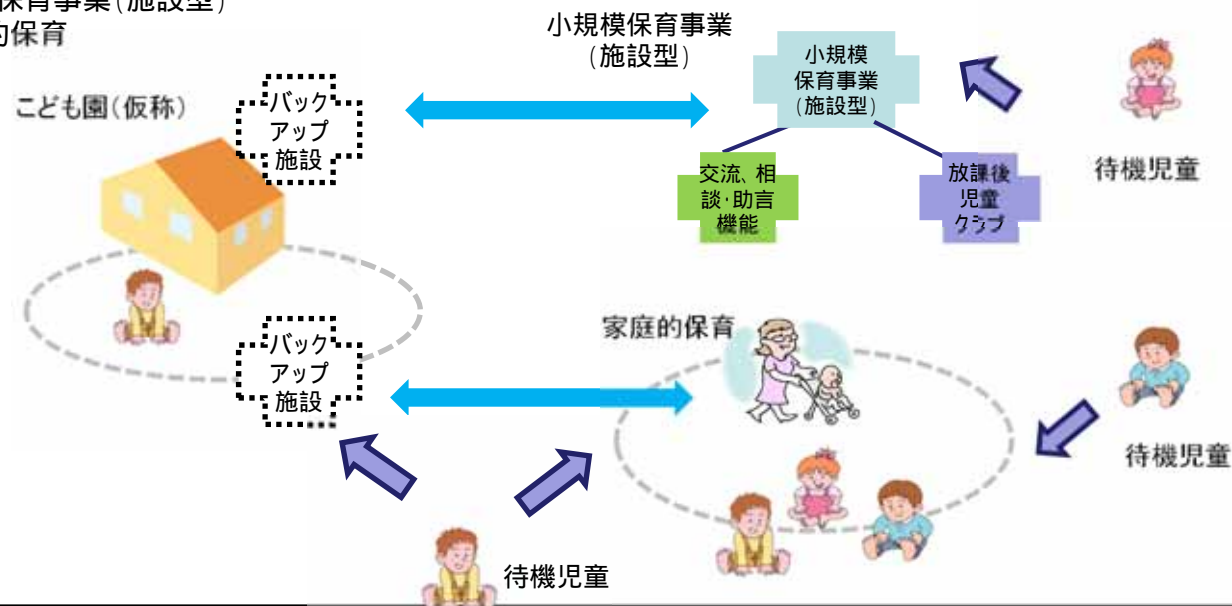 保育事業(施設型)
的保育
小規模保育事業
(施設型)
こども園(仮称)
バック
アップ
施設
小規模
保育事業
(施設型)
交流、相
談・助言
機能
放課後
児童
クラブ
待機児童
バック
アップ
施設
家庭的保育
待機児童
待機児童